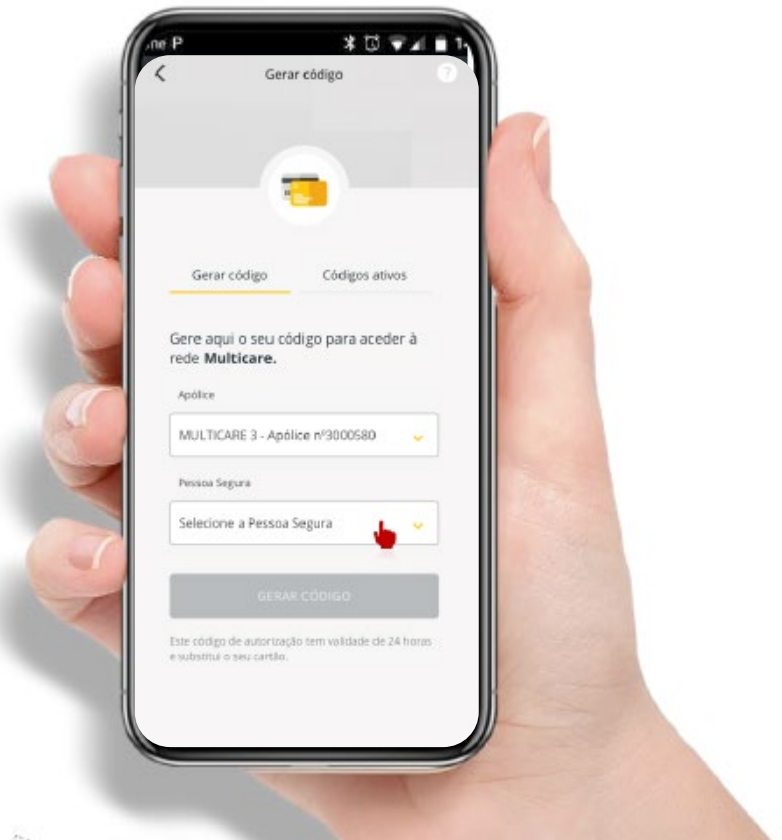 ne P
Gerar código
?
Gerar código Códigos ativos
Gere aqui o seu código para aceder à
rede Multicare.
Apólice
MULTICARE 3 - Apólice nº3000580
Pessoa Segura
Selecione a Pessoa Segura
GERAR CÓDIGO
Este código de autorização tem validade de 24 horas
e substitui o seu cartão.